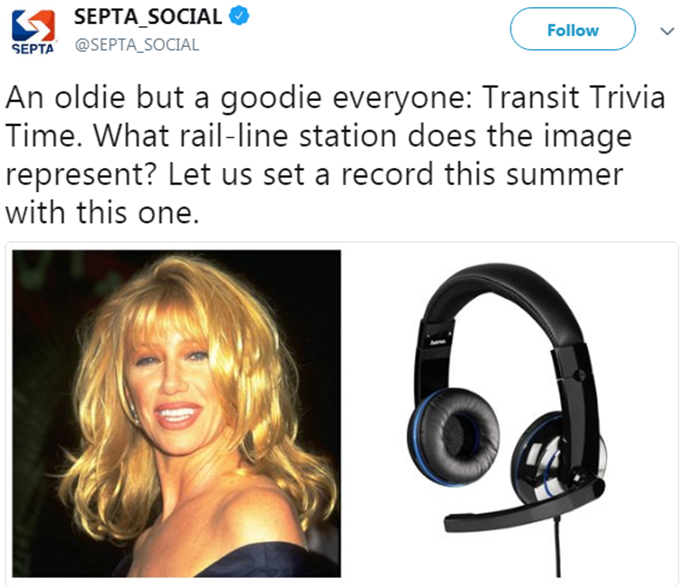 SEPTA_SOCIAL
SEPTA
@SEPTA_SOCIAL
Follow
An oldie but a goodie everyone: Transit Trivia
Time. What rail-line station does the image
represent? Let us set a record this summer
with this one.
hama.